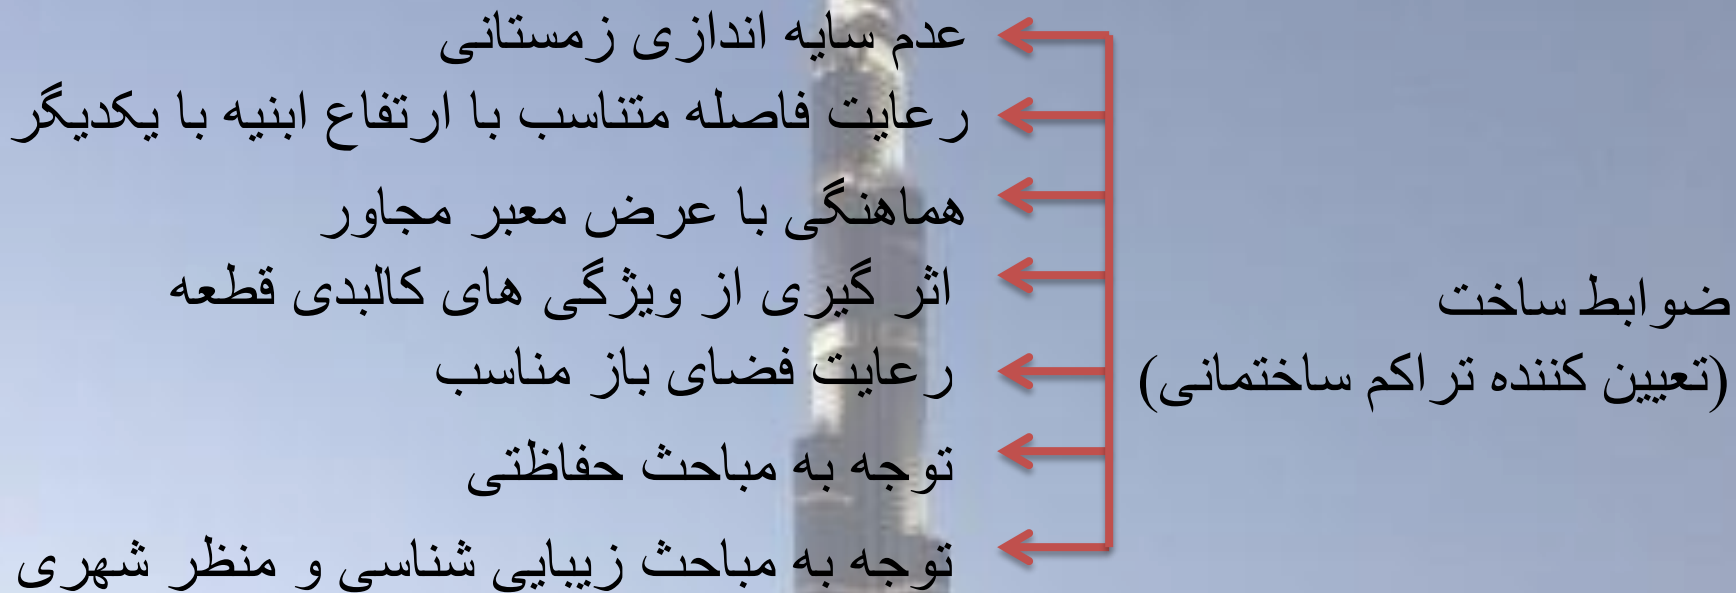 ضوابط ساخت
(تعیین کننده تراکم ساختمانی)
عدم سایه اندازی زمستانی
رعایت فاصله متناسب با ارتفاع ابنیه با یکدیگر
هماهنگی با عرض معبر مجاور
اثر گیری از ویژگی های کالبدی قطعه
رعایت فضای باز مناسب
توجه به مباحث حفاظتی
توجه به مباحث زیبایی شناسی و منظر شهری